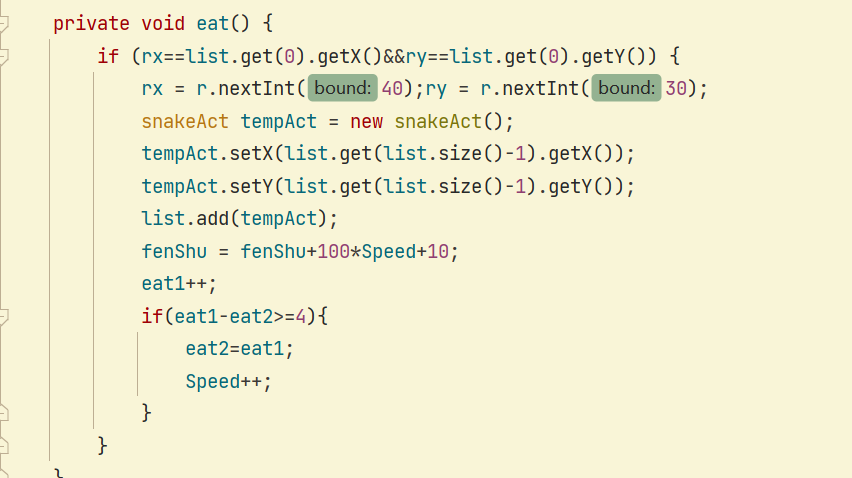 private void eat() {
if (rx==list.get(0).getX()&&ry==list.get(0).getY()) {
rx = r.nextInt( bound: 40);ry = r.nextInt( bound: 30);
snakeAct tempAct = new snakeAct();
tempAct.setX(list.get(list.size()-1).getX());
tempAct.setY(list.get(list.size()-1).getY());
list.add(tempAct);
fenShu = fenShu+100*Speed+10;
eat1++;
if(eat1-eat2>=4){
eat2=eat1;
Speed++;
}
}
}